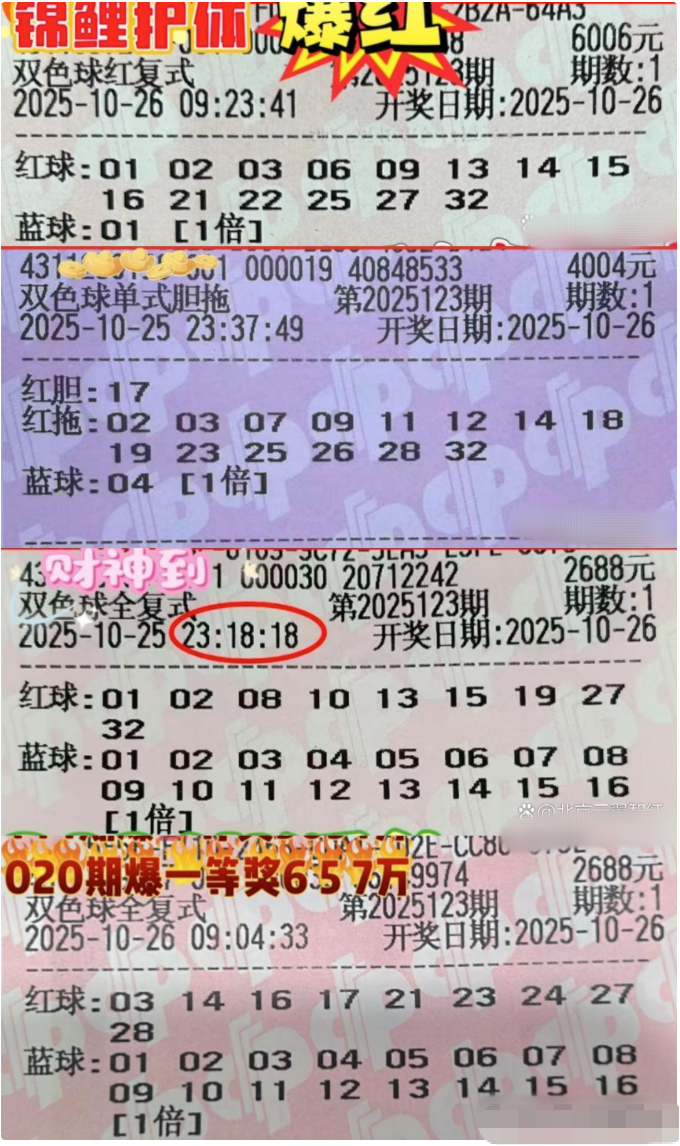 锦鲤护体
爆红
2B2A-64A3
6006元
双色球红复式
第2025123期
期数:1
2025-10-26 09:23:41
开奖日期:2025-10-26
红球:01 02 03 06 09 13 14 15
16 21 22 25 27 32
蓝球:01 [1倍]
000019 40848533
4004元
双色球单式胆拖
第2025123期
期数:1
2025-10-25 23:37:49
开奖日期:2025-10-26
红胆:17
红拖:02 03 07 09 11 12 14 18
19 23 25 26 28 32
蓝球:04 [1倍]
财神到
1 000030 20712242
2688元
双色球全复式
第2025123期
期数:1
2025-10-25 23:18:18
开奖日期:2025-10-26
红球:01 02 08 10 13 15 19 27
32
蓝球:01 02 03 04 05 06 07 08
09 10 11 12 13 14 15 16
[1倍]
020期爆一等奖657万
9974
2688元
双色球全复式
第2025123期
期数:1
2025-10-26 09:04:33
开奖日期:2025-10-26
红球:03 14 16 17 21 23 24 27
28
蓝球:01 02 03 04 05 06 07 08
09 10 11 12 13 14 15 16
[1倍]